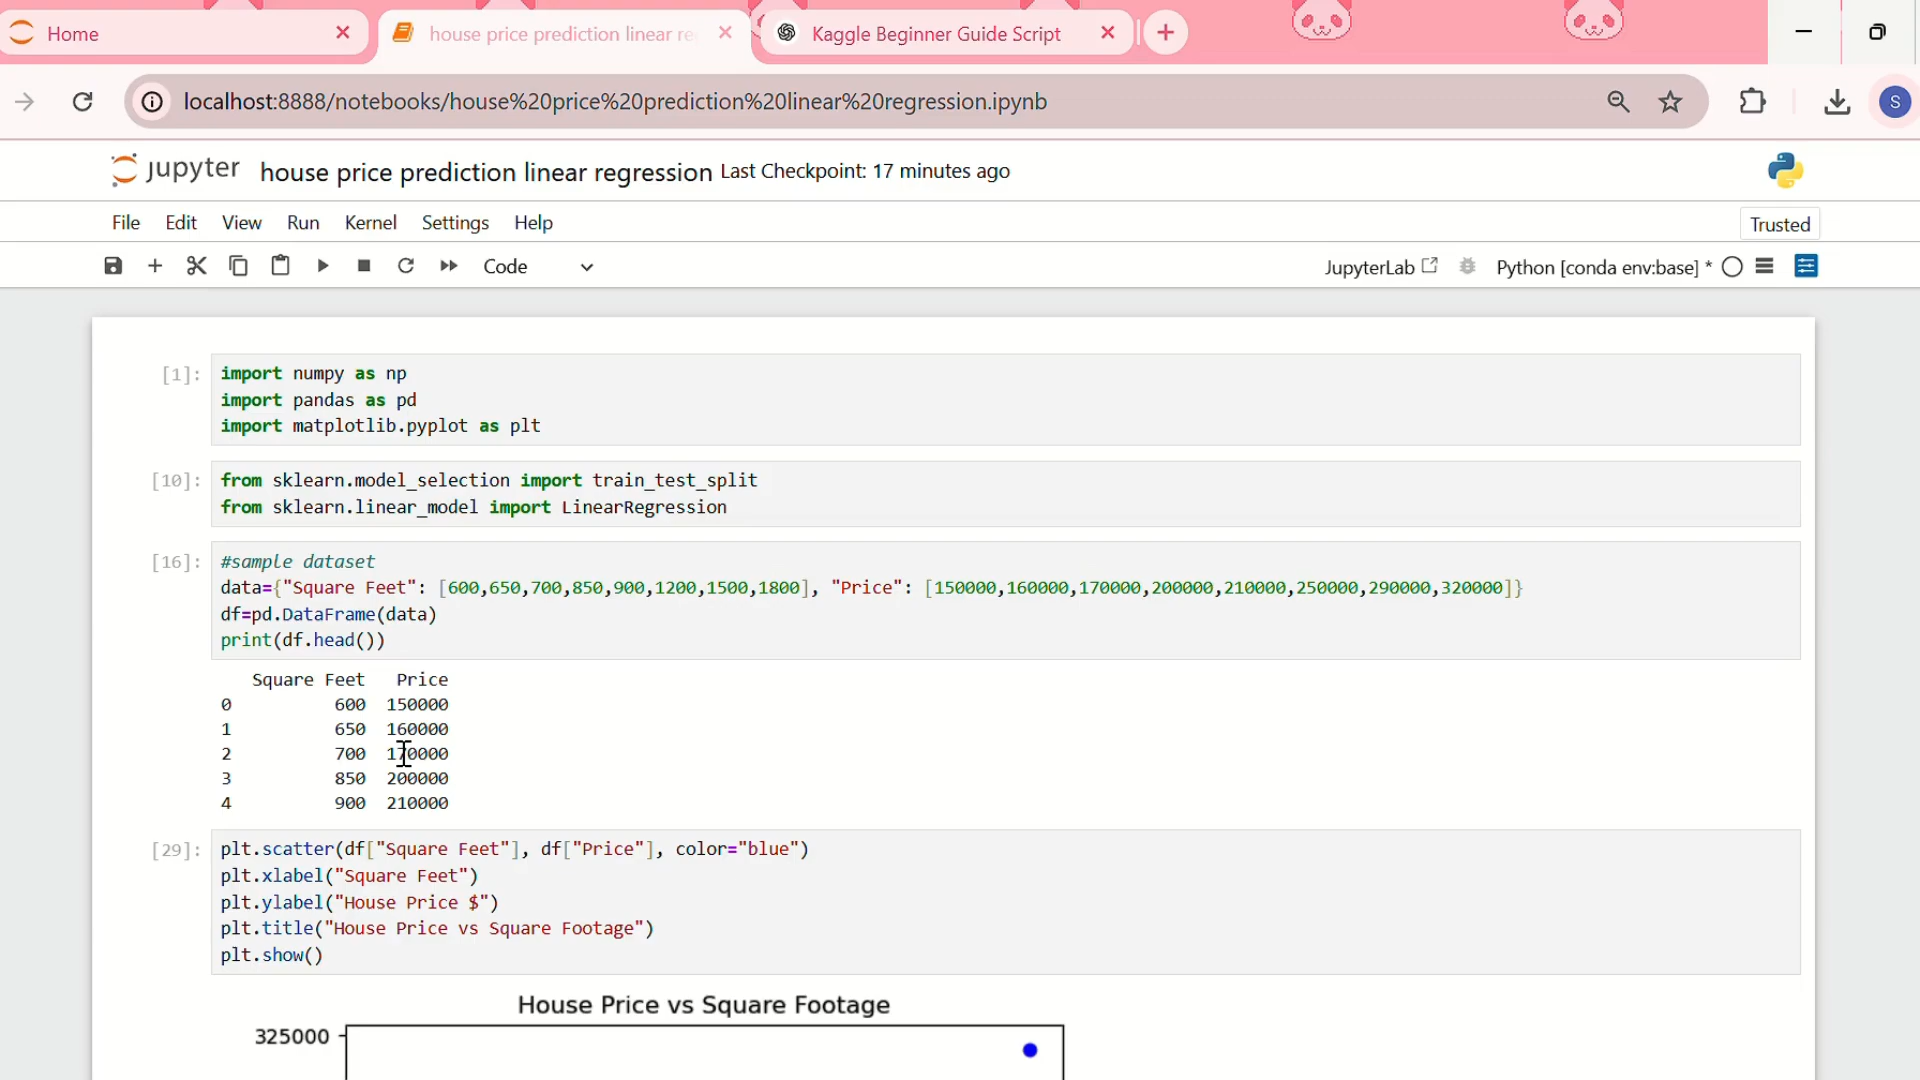 Home
house price prediction linear re
Kaggle Beginner Guide Script
localhost:8888/notebooks/house%20price%20prediction%20linear%20regression.ipynb
S
jupyter house price prediction linear regression Last Checkpoint: 17 minutes ago
File Edit View Run Kernel Settings Help
Trusted
Code
JupyterLab
Python [conda env:base] *
[1]:
import numpy as np
import pandas as pd
import matplotlib.pyplot as plt
[10]:
from sklearn.model_selection import train_test_split
from sklearn.linear_model import LinearRegression
[16]:
#sample dataset
data={"Square Feet": [600,650,700,850,900,1200,1500,1800], "Price": [150000,160000,170000,200000,210000,250000,290000,320000]}
df=pd.DataFrame(data)
print(df.head())
Square Feet Price
0 600 150000
1 650 160000
2 700 170000
3 850 200000
4 900 210000
[29]:
plt.scatter(df["Square Feet"], df["Price"], color="blue")
plt.xlabel("Square Feet")
plt.ylabel("House Price $")
plt.title("House Price vs Square Footage")
plt.show()
House Price vs Square Footage
325000